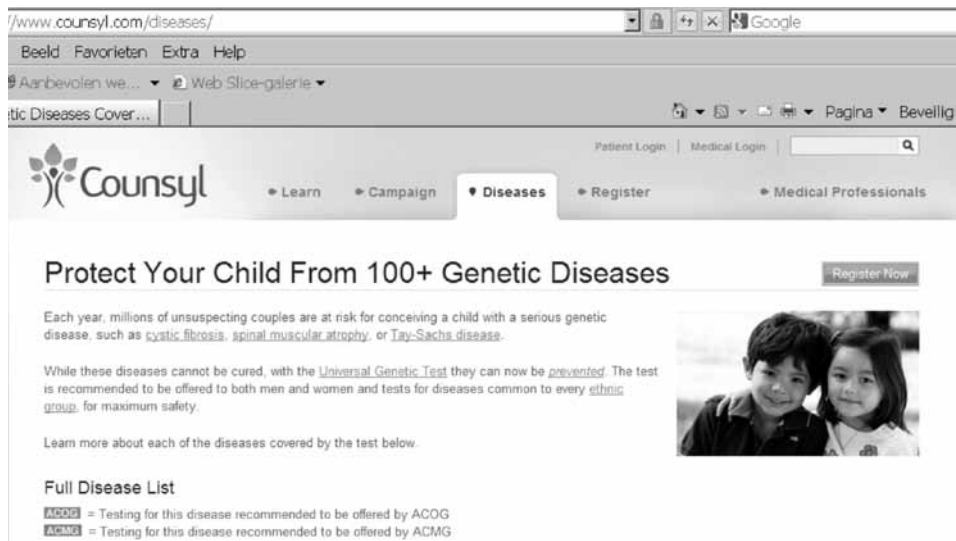 //www.counsyl.com/diseases/
Google
Beeld Favorieten Extra Help
Aanbevolen we... Web Slice-galerie
tic Diseases Cover... Pagina Beveilig
Patient Login | Medical Login |
Counsyl
Learn Campaign Diseases Register Medical Professionals
Protect Your Child From 100+ Genetic Diseases
Register Now
Each year, millions of unsuspecting couples are at risk for conceiving a child with a serious genetic
disease, such as cystic fibrosis, spinal muscular atrophy, or Tay-Sachs disease.
While these diseases cannot be cured, with the Universal Genetic Test they can now be prevented. The test
is recommended to be offered to both men and women and tests for diseases common to every ethnic
group, for maximum safety.
Learn more about each of the diseases covered by the test below.
Full Disease List
ACOG = Testing for this disease recommended to be offered by ACOG
ACMG = Testing for this disease recommended to be offered by ACMG